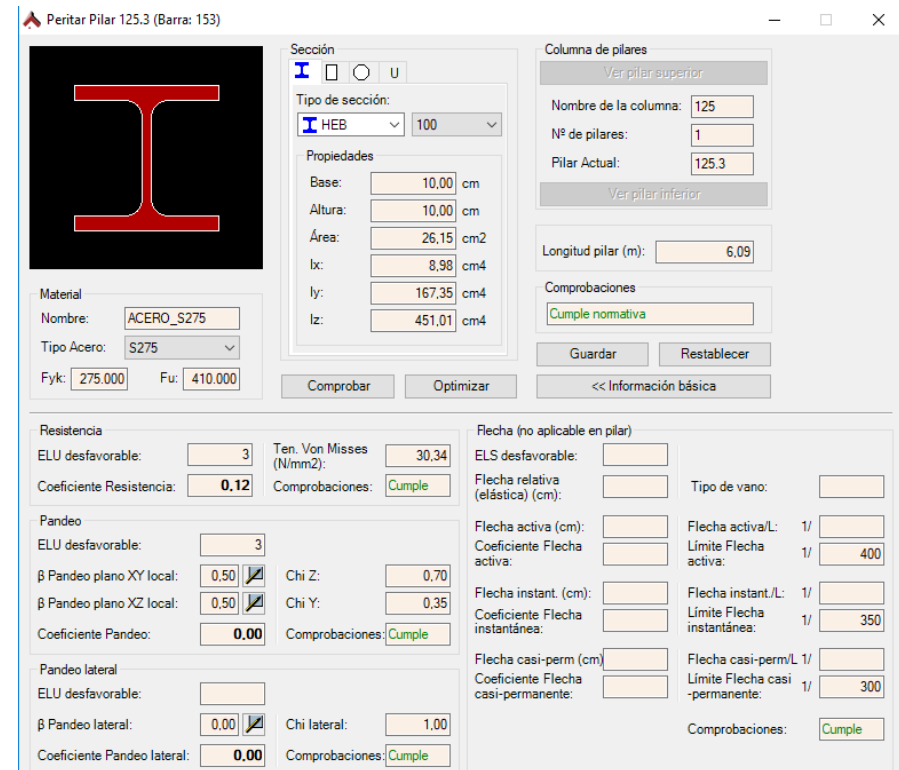 Peritar Pilar 125.3 (Barra: 153)
Sección
U
Tipo de sección:
HEB 100
Propiedades
Base: 10,00 cm
Altura: 10,00 cm
Área: 26,15 cm2
Ix: 8,98 cm4
Iy: 167,35 cm4
Iz: 451,01 cm4
Columna de pilares
Ver pilar superior
Nombre de la columna: 125
Nº de pilares: 1
Pilar Actual: 125.3
Ver pilar inferior
Longitud pilar (m): 6,09
Material
Nombre: ACERO_S275
Tipo Acero: S275
Fyk: 275.000 Fu: 410.000
Comprobaciones
Cumple normativa
Guardar Restablecer
Comprobar Optimizar << Información básica
Resistencia
ELU desfavorable: 3 Ten. Von Misses (N/mm2): 30,34
Coeficiente Resistencia: 0,12 Comprobaciones: Cumple
Pandeo
ELU desfavorable: 3
β Pandeo plano XY local: 0,50 Chi Z: 0,70
β Pandeo plano XZ local: 0,50 Chi Y: 0,35
Coeficiente Pandeo: 0,00 Comprobaciones: Cumple
Pandeo lateral
ELU desfavorable:
β Pandeo lateral: 0,00 Chi lateral: 1,00
Coeficiente Pandeo lateral: 0,00 Comprobaciones: Cumple
Flecha (no aplicable en pilar)
ELS desfavorable:
Flecha relativa (elástica) (cm): Tipo de vano:
Flecha activa (cm): Flecha activa/L: 1/
Coeficiente Flecha activa: Límite Flecha activa: 1/ 400
Flecha instant. (cm): Flecha instant./L: 1/
Coeficiente Flecha instantánea: Límite Flecha instantánea: 1/ 350
Flecha casi-perm (cm) Flecha casi-perm/L 1/
Coeficiente Flecha casi-permanente: Límite Flecha casi -permanente: 1/ 300
Comprobaciones: Cumple